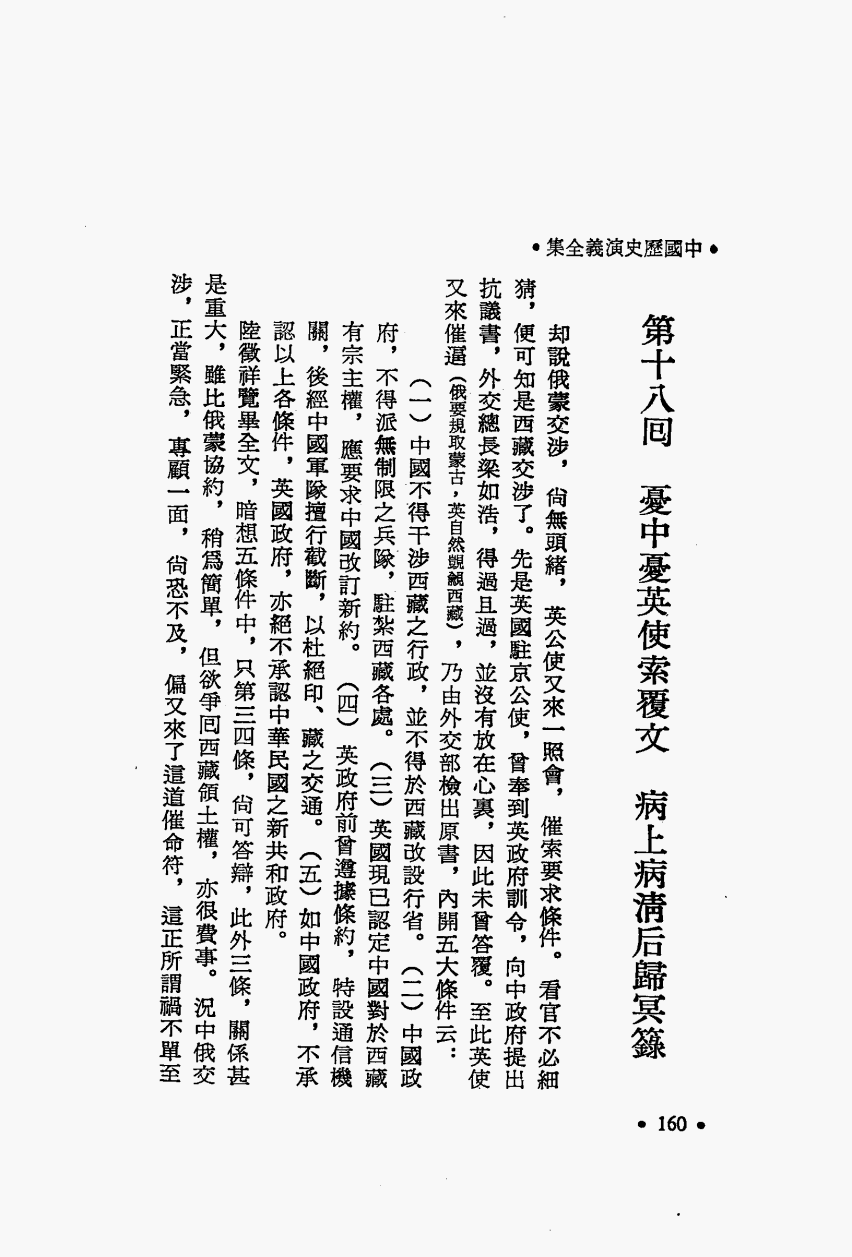 •中國歷史演義全集•
第十八回　憂中憂英使索覆文　病上病清后歸冥籙
却說俄蒙交涉，尙無頭緒，英公使又來一照會，催索要求條件。看官不必細
猜，便可知是西藏交涉了。先是英國駐京公使，曾奉到英政府訓令，向中政府提出
抗議書，外交總長梁如浩，得過且過，並沒有放在心裏，因此未曾答覆。至此英使
又來催逼（俄要規取蒙古，英自然覬覦西藏），乃由外交部檢出原書，內開五大條件云：
（一）中國不得干涉西藏之行政，並不得於西藏改設行省。（二）中國政
府，不得派無制限之兵隊，駐紮西藏各處。（三）英國現已認定中國對於西藏
有宗主權，應要求中國改訂新約。（四）英政府前曾遵據條約，特設通信機
關，後經中國軍隊擅行截斷，以杜絕印、藏之交通。（五）如中國政府，不承
認以上各條件，英國政府，亦絕不承認中華民國之新共和政府。
陸徵祥覽畢全文，暗想五條件中，只第三四條，尙可答辯，此外三條，關係甚
是重大，雖比俄蒙協約，稍爲簡單，但欲爭回西藏領土權，亦很費事。況中俄交
涉，正當緊急，專顧一面，尙恐不及，偏又來了這道催命符，這正所謂禍不單至
•160•